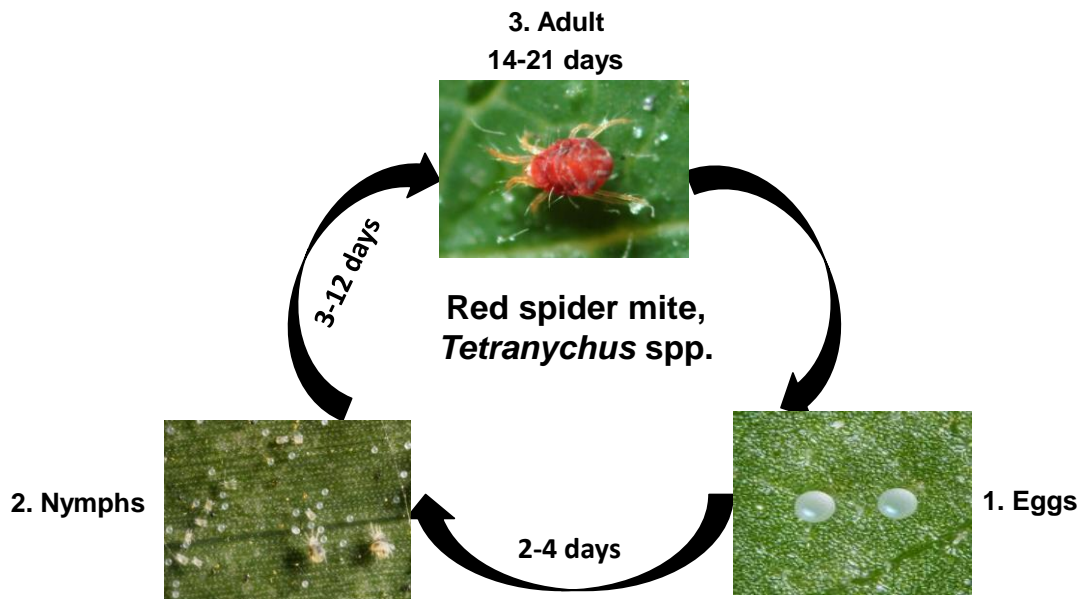 3. Adult
14-21 days
3-12 days
Red spider mite,
Tetranychus spp.
2. Nymphs
1. Eggs
2-4 days